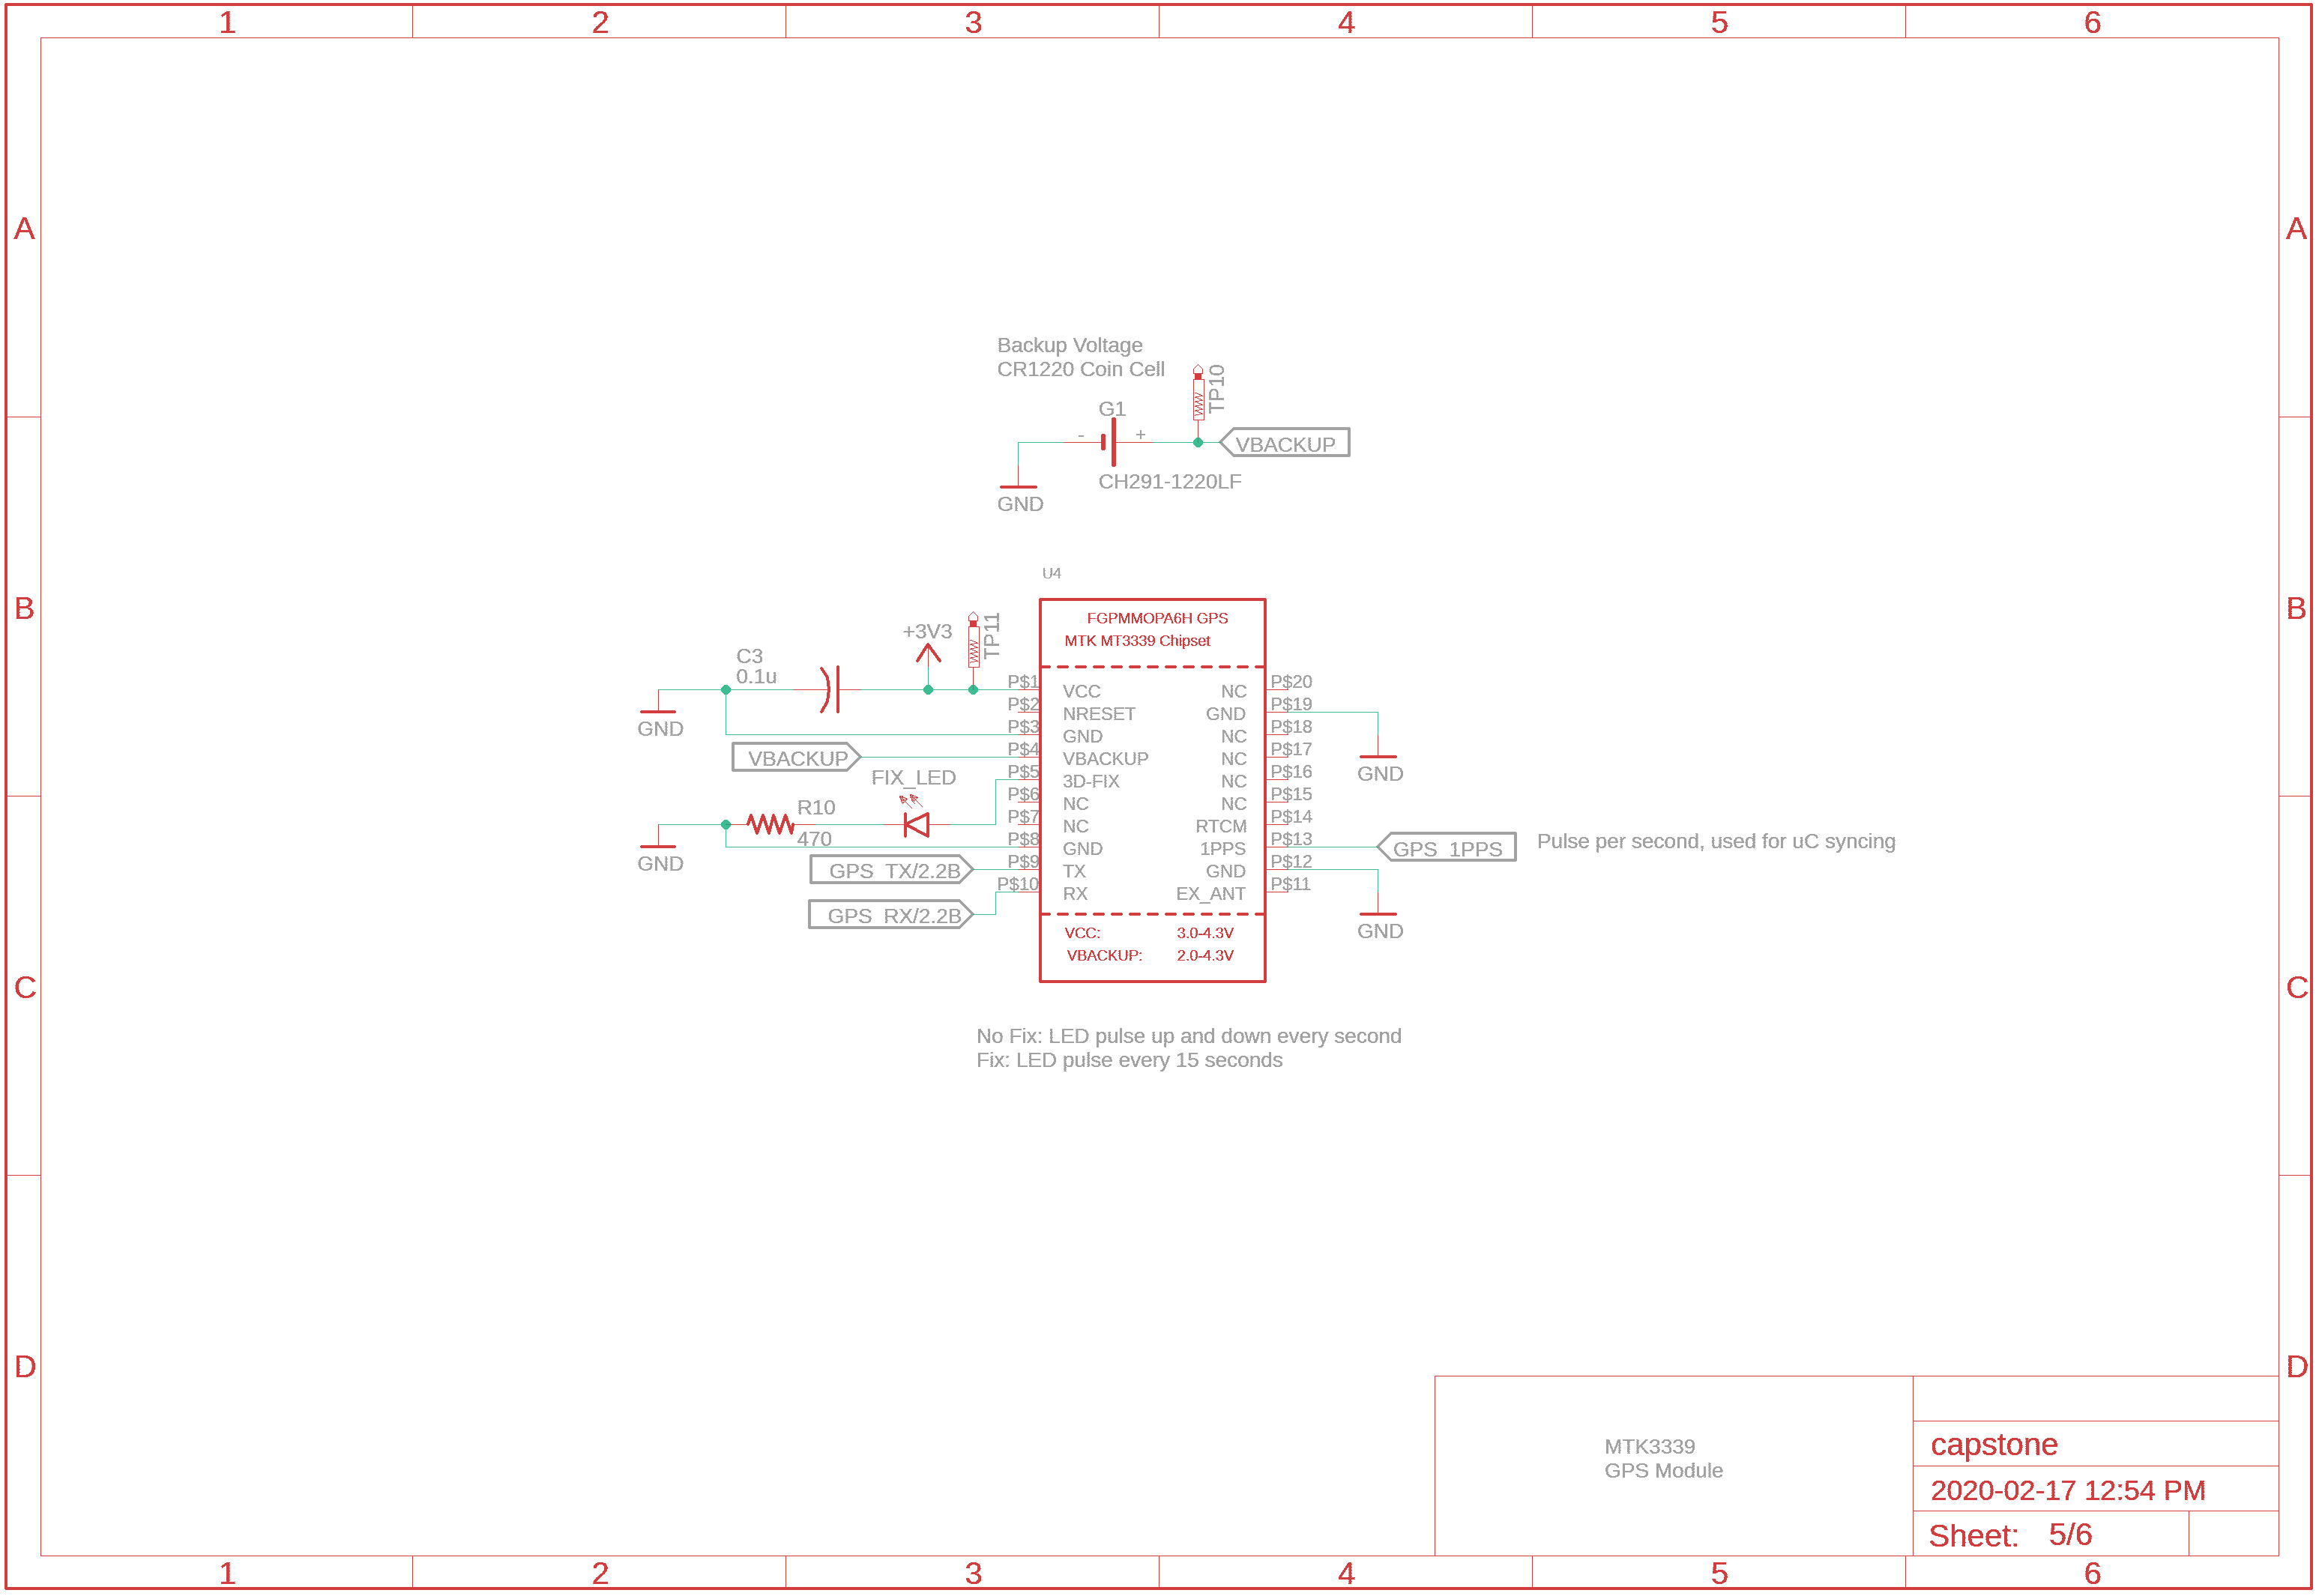 1 2 3 4 5 6
A A
Backup Voltage
CR1220 Coin Cell
TP10
G1
- +
VBACKUP
CH291-1220LF
GND
U4
B B
FGPMMOPA6H GPS
MTK MT3339 Chipset
+3V3
TP11
C3
0.1u
GND
P$1 VCC NC P$20
P$2 NRESET GND P$19
P$3 GND NC P$18
P$4 VBACKUP NC P$17
P$5 3D-FIX NC P$16
P$6 NC NC P$15
P$7 NC RTCM P$14
P$8 GND 1PPS P$13
P$9 TX GND P$12
P$10 RX EX_ANT P$11
VBACKUP
GND
FIX_LED
R10
470
GND
GPS_TX/2.2B
GPS_RX/2.2B
GPS_1PPS
Pulse per second, used for uC syncing
GND
VCC: 3.0-4.3V
VBACKUP: 2.0-4.3V
C C
No Fix: LED pulse up and down every second
Fix: LED pulse every 15 seconds
D D
MTK3339
GPS Module
capstone
2020-02-17 12:54 PM
Sheet: 5/6
1 2 3 4 5 6